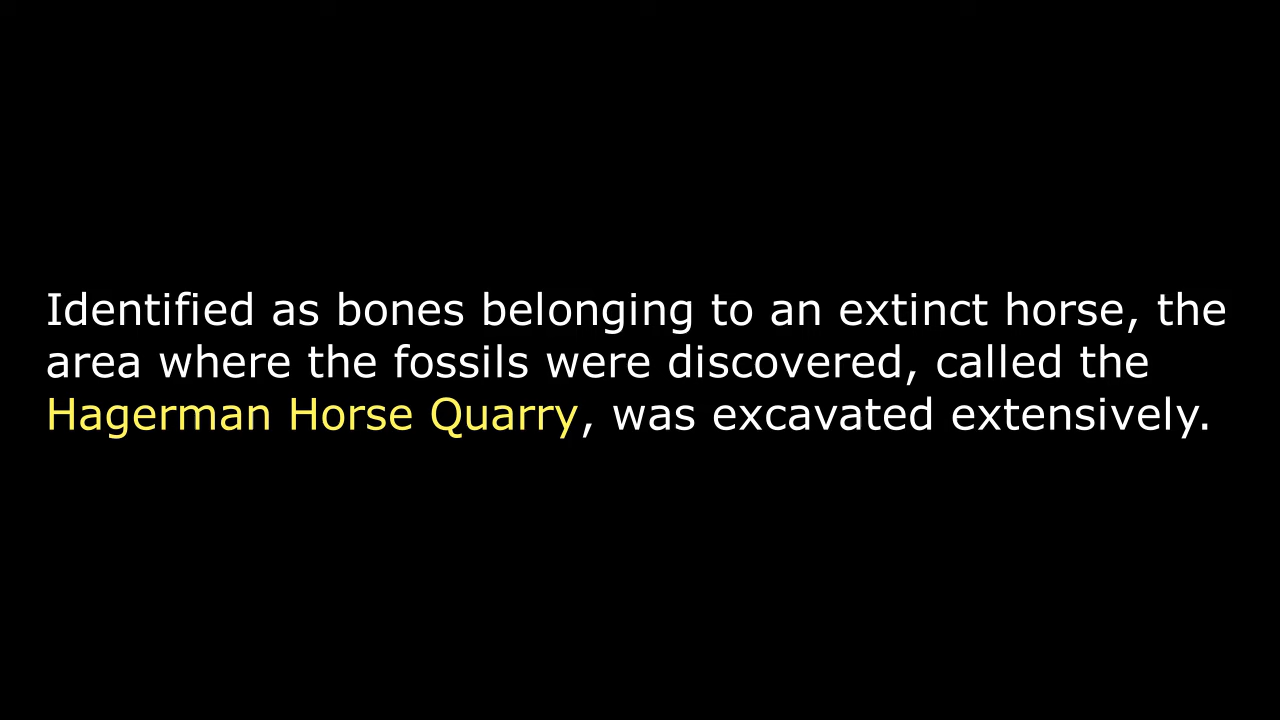 Identified as bones belonging to an extinct horse, the
area where the fossils were discovered, called the
Hagerman Horse Quarry, was excavated extensively.